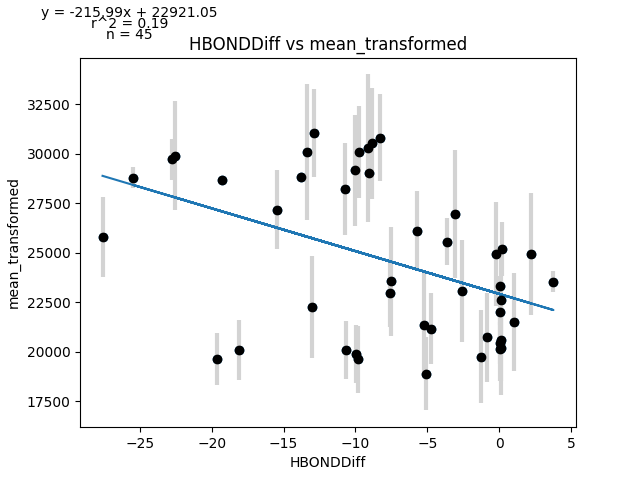 y = -215.99x + 22921.05
r^2 = 0.19
n = 45
HBONDDiff vs mean_transformed
mean_transformed
32500
30000
27500
25000
22500
20000
17500
−25
−20
−15
−10
−5
0
5
HBONDDiff